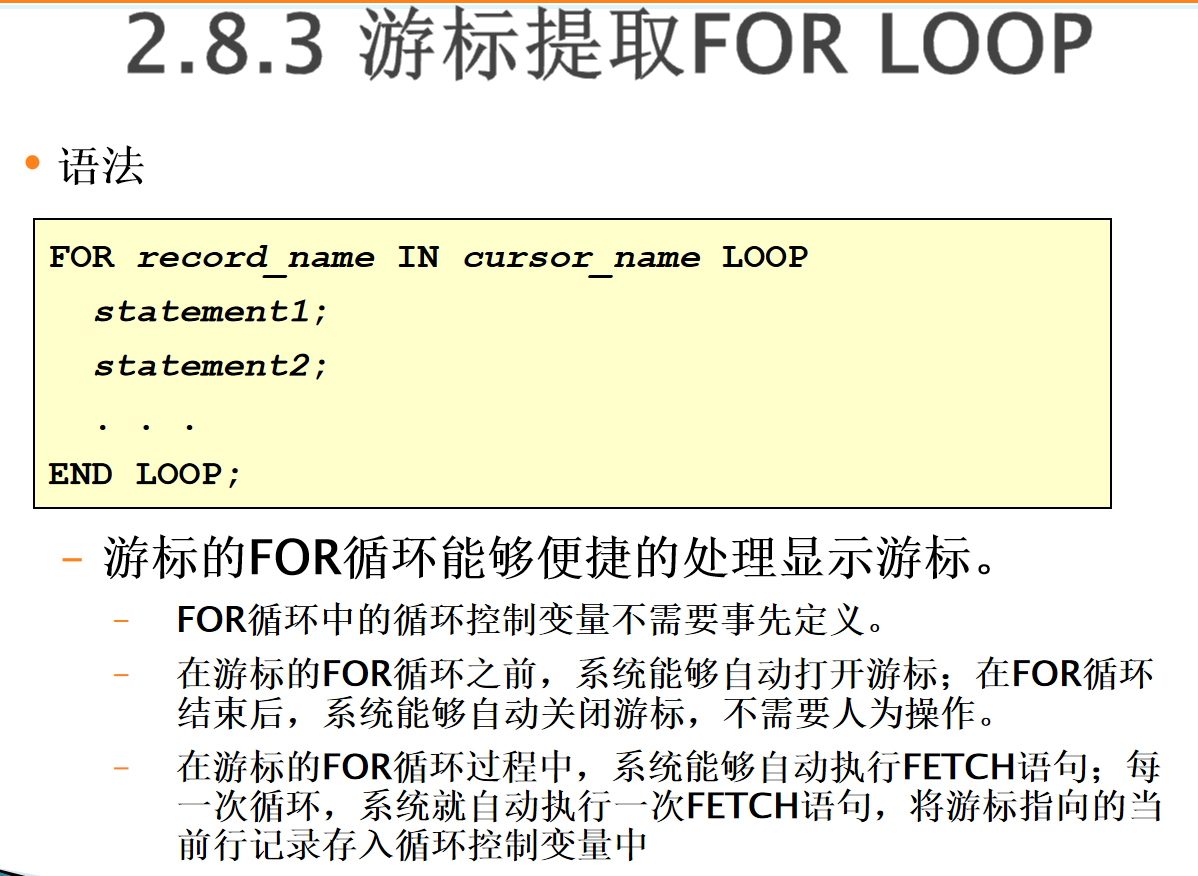 2.8.3 游标提取FOR LOOP
• 语法
FOR record_name IN cursor_name LOOP
statement1;
statement2;
. . .
END LOOP;
– 游标的FOR循环能够便捷的处理显示游标。
– FOR循环中的循环控制变量不需要事先定义。
– 在游标的FOR循环之前，系统能够自动打开游标；在FOR循环
结束后，系统能够自动关闭游标，不需要人为操作。
– 在游标的FOR循环过程中，系统能够自动执行FETCH语句；每
一次循环，系统就自动执行一次FETCH语句，将游标指向的当
前行记录存入循环控制变量中